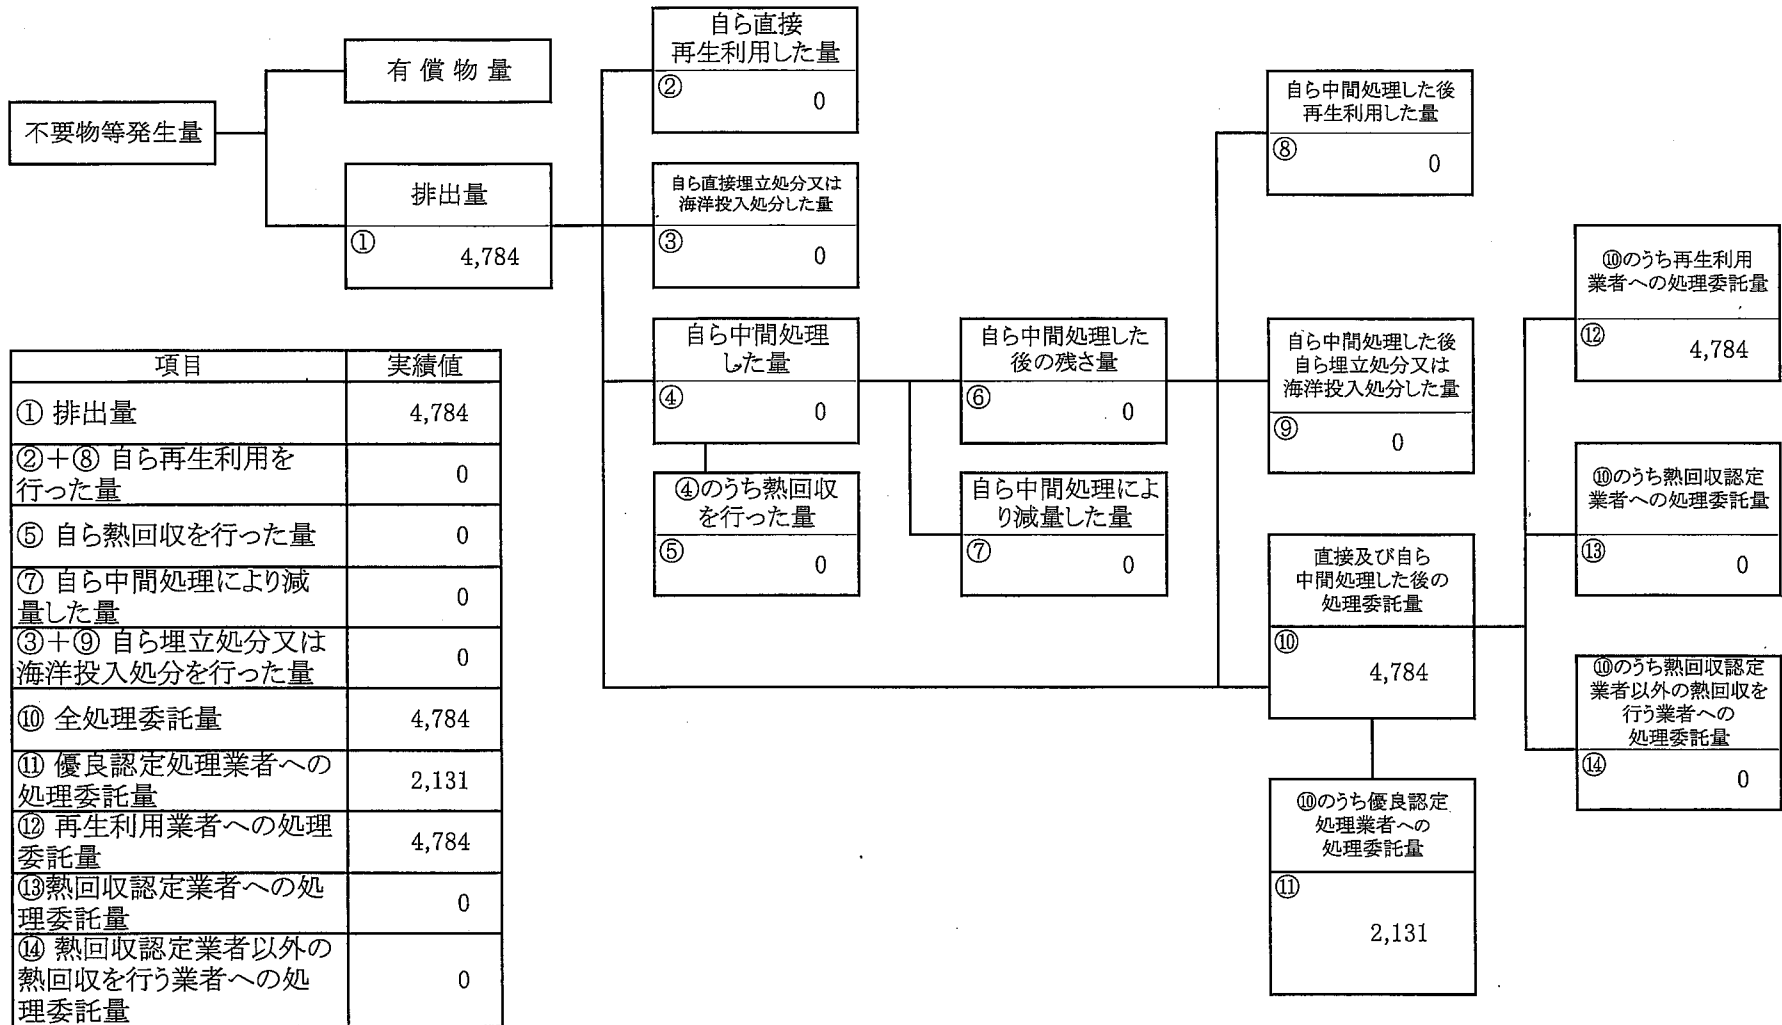 不要物等発生量
有償物量
排出量
①
4,784
自ら直接
再生利用した量
②
0
自ら直接埋立処分又は
海洋投入処分した量
③
0
自ら中間処理
した量
④
0
④のうち熱回収
を行った量
⑤
0
自ら中間処理した
後の残さ量
⑥
0
自ら中間処理によ
り減量した量
⑦
0
自ら中間処理した後
再生利用した量
⑧
0
自ら中間処理した後
自ら埋立処分又は
海洋投入処分した量
⑨
0
直接及び自ら
中間処理した後の
処理委託量
⑩
4,784
⑩のうち優良認定
処理業者への
処理委託量
⑪
2,131
⑩のうち再生利用
業者への処理委託量
⑫
4,784
⑩のうち熱回収認定
業者への処理委託量
⑬
0
⑩のうち熱回収認定
業者以外の熱回収を
行う業者への
処理委託量
⑭
0
項目 実績値
① 排出量 4,784
②+⑧ 自ら再生利用を
行った量 0
⑤ 自ら熱回収を行った量 0
⑦ 自ら中間処理により減
量した量 0
③+⑨ 自ら埋立処分又は
海洋投入処分を行った量 0
⑩ 全処理委託量 4,784
⑪ 優良認定処理業者への
処理委託量 2,131
⑫ 再生利用業者への処理
委託量 4,784
⑬熱回収認定業者への処
理委託量 0
⑭ 熱回収認定業者以外の
熱回収を行う業者への処 0
理委託量